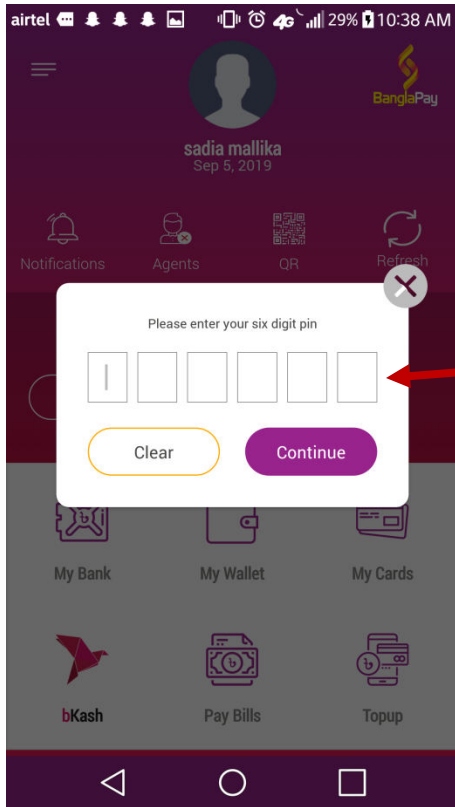 airtel 4G 29% 10:38 AM
BanglaPay
sadia mallika
Sep 5, 2019
Notifications Agents QR Refresh
Please enter your six digit pin
Clear Continue
My Bank My Wallet My Cards
bKash Pay Bills Topup